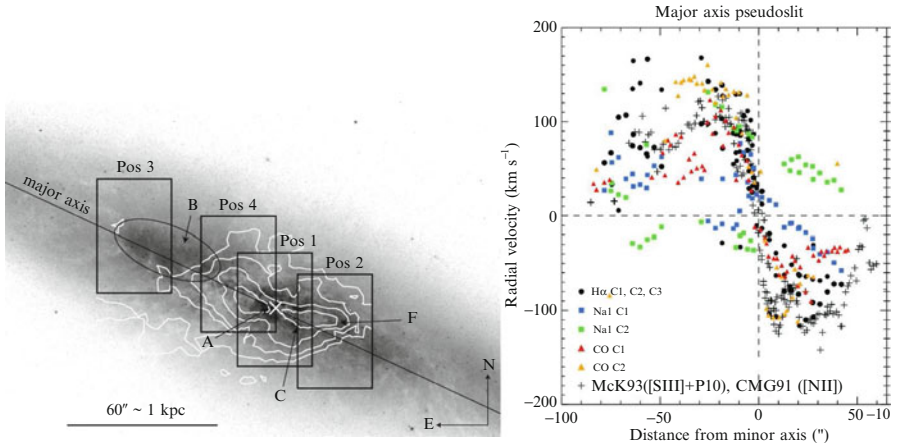 Pos 3
major axis
B
Pos 4
Pos 1
Pos 2
A
F
C
N
E
60″ ~ 1 kpc
Major axis pseudoslit
Radial velocity (km s⁻¹)
200
100
0
−100
−200
Hα C1, C2, C3
Na1 C1
Na1 C2
CO C1
CO C2
McK93([SIII]+P10), CMG91 ([NII])
−100
−50
0
50
−10
Distance from minor axis (")